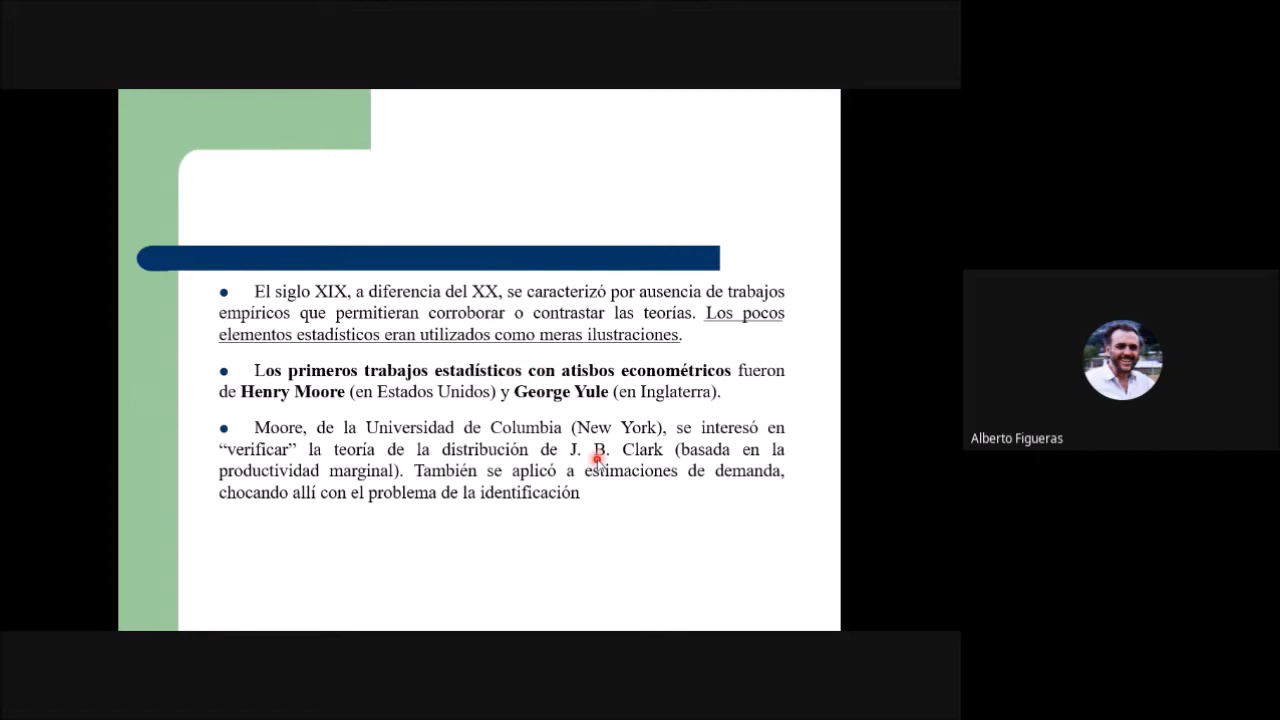 El siglo XIX, a diferencia del XX, se caracterizó por ausencia de trabajos
empíricos que permitieran corroborar o contrastar las teorías. Los pocos
elementos estadísticos eran utilizados como meras ilustraciones.
Los primeros trabajos estadísticos con atisbos econométricos fueron
de Henry Moore (en Estados Unidos) y George Yule (en Inglaterra).
Moore, de la Universidad de Columbia (New York), se interesó en
“verificar” la teoría de la distribución de J. B. Clark (basada en la
productividad marginal). También se aplicó a estimaciones de demanda,
chocando allí con el problema de la identificación
Alberto Figueras